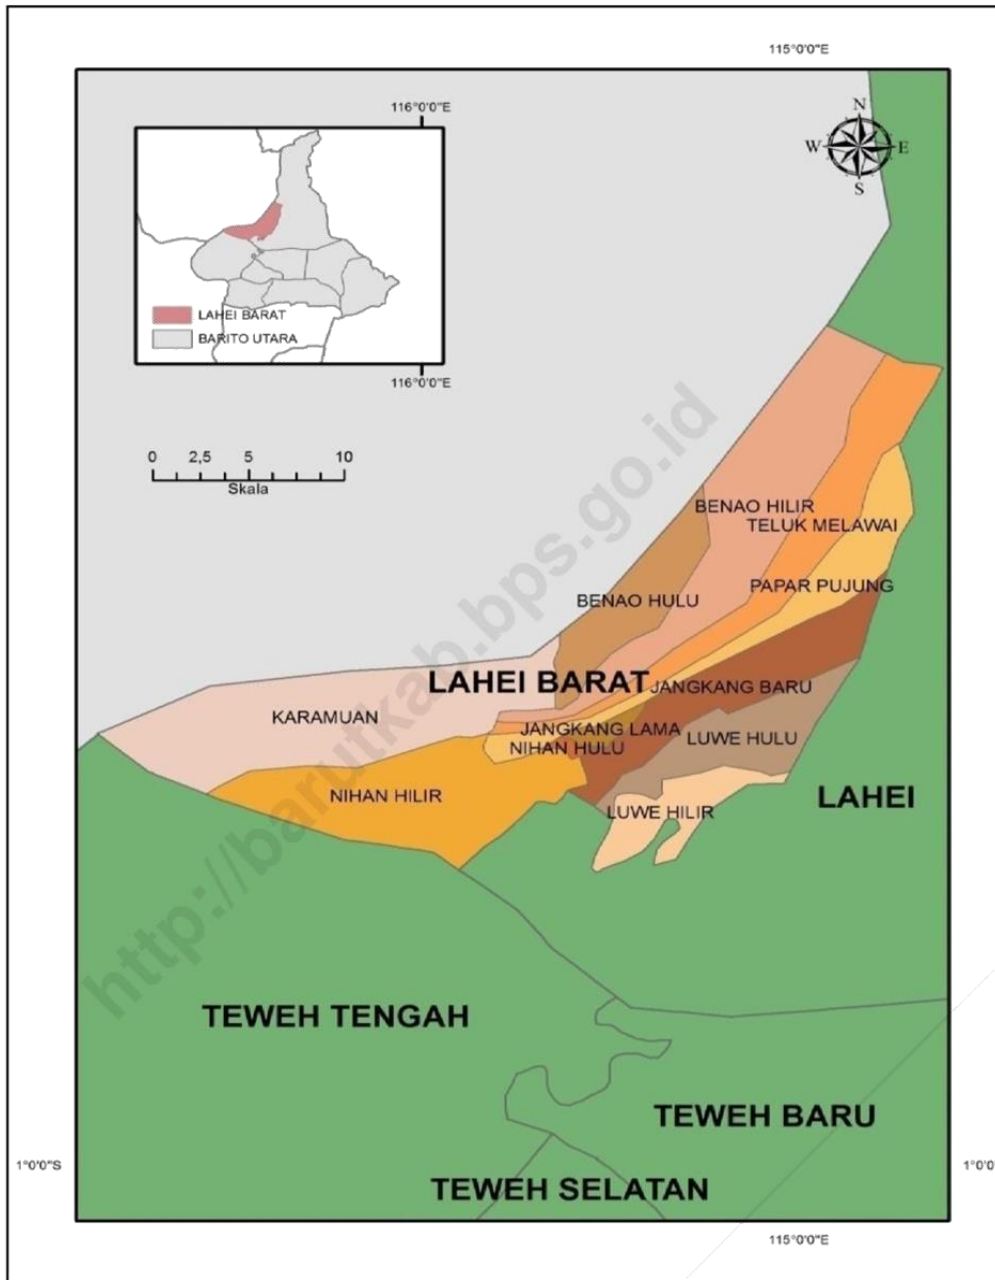 115°0'0"E
116°0'0"E
N
W
E
S
LAHEI BARAT
BARITO UTARA
116°0'0"E
0 2,5 5 10
Skala
BENAO HILIR
TELUK MELAWAI
PAPAR PUJUNG
BENAO HULU
LAHEI BARAT
JANGKANG BARU
KARAMUAN
JANGKANG LAMA
NIHAN HULU
LUWE HULU
NIHAN HILIR
LAHEI
LUWE HILIR
http://barutkab.bps.go.id
TEWEH TENGAH
TEWEH BARU
1°0'0"S
1°0'0
TEWEH SELATAN
115°0'0"E